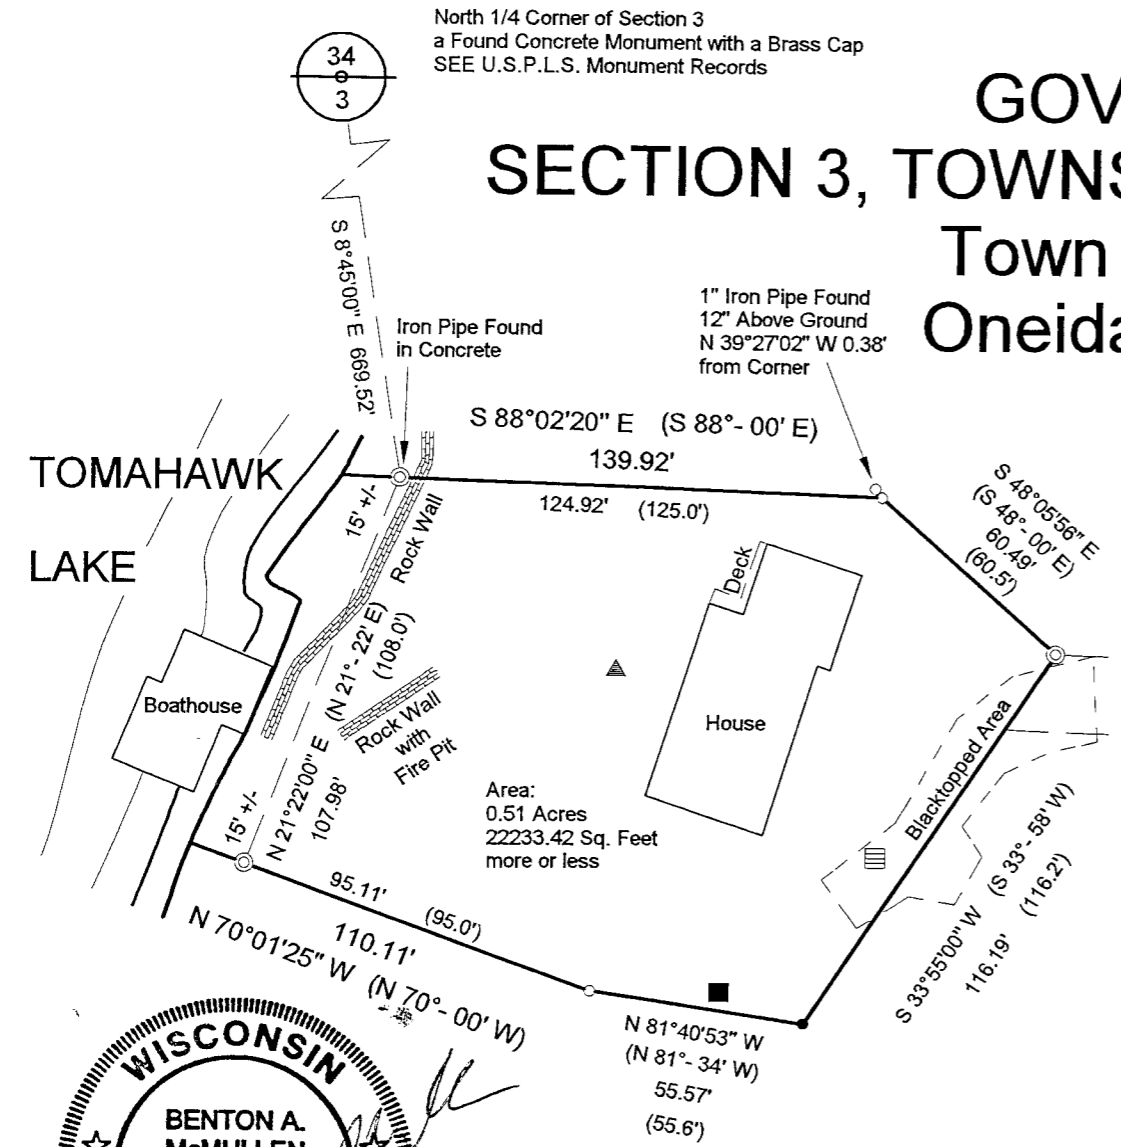 North 1/4 Corner of Section 3
a Found Concrete Monument with a Brass Cap
SEE U.S.P.L.S. Monument Records
34
3
GOV
SECTION 3, TOWNS
Town
Oneida
S 8°45'00" E 669.52'
Iron Pipe Found
in Concrete
1" Iron Pipe Found
12" Above Ground
N 39°27'02" W 0.38'
from Corner
S 88°02'20" E (S 88°- 00' E)
139.92'
124.92' (125.0')
TOMAHAWK
LAKE
15' +/-
Rock Wall
S 48°05'56" E
(S 48°- 00' E)
60.49'
(60.5')
Deck
House
Boathouse
(N 21°- 22' E)
(108.0')
N 21°22'00" E
107.98'
Rock Wall
with
Fire Pit
Area:
0.51 Acres
22233.42 Sq. Feet
more or less
Blacktopped Area
(S 33°- 58' W)
(116.2')
S 33°55'00" W
116.19'
15' +/-
95.11' (95.0')
110.11'
N 70°01'25" W (N 70°- 00' W)
N 81°40'53" W
(N 81°- 34' W)
55.57'
(55.6')
WISCONSIN
BENTON A.
McMULLEN